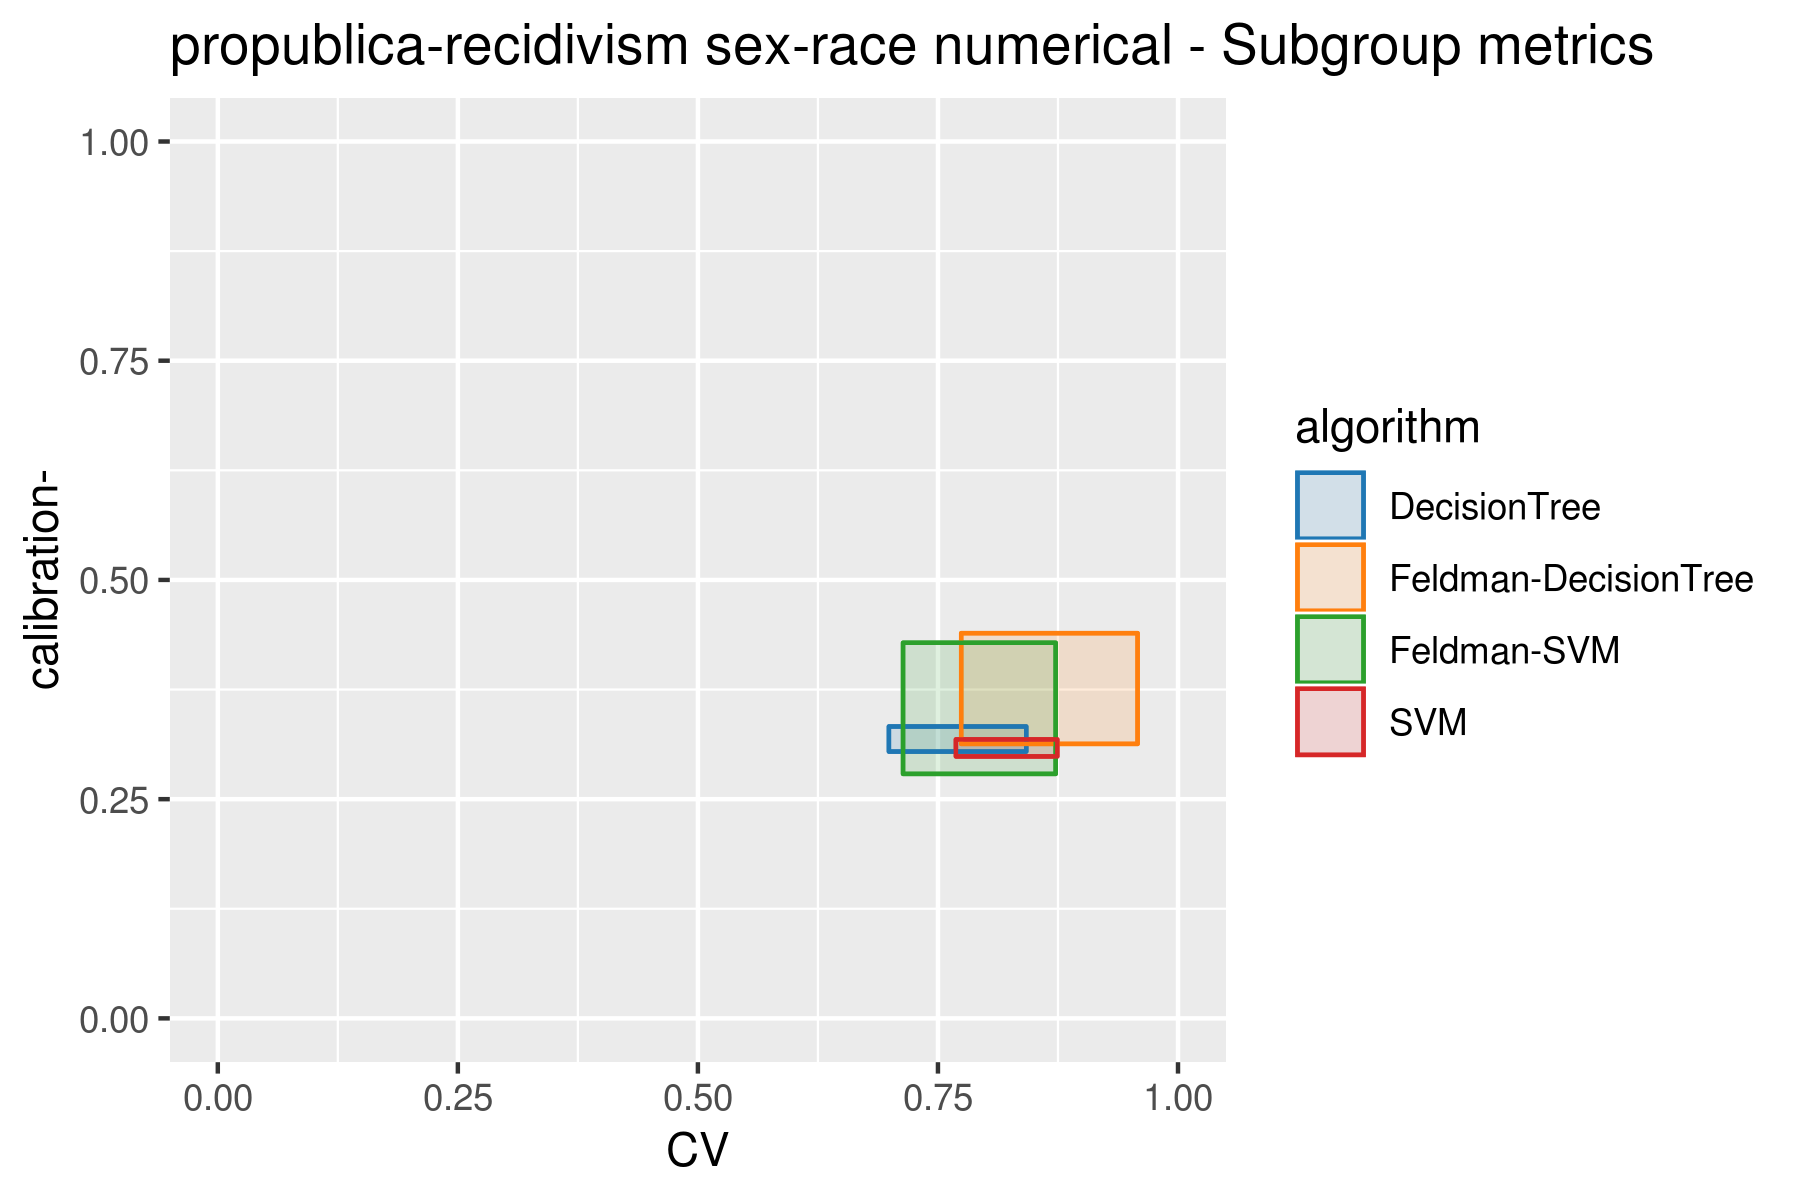 propublica-recidivism sex-race numerical - Subgroup metrics
calibration-
1.00
0.75
0.50
0.25
0.00
0.00 0.25 0.50 0.75 1.00
CV
algorithm
DecisionTree
Feldman-DecisionTree
Feldman-SVM
SVM